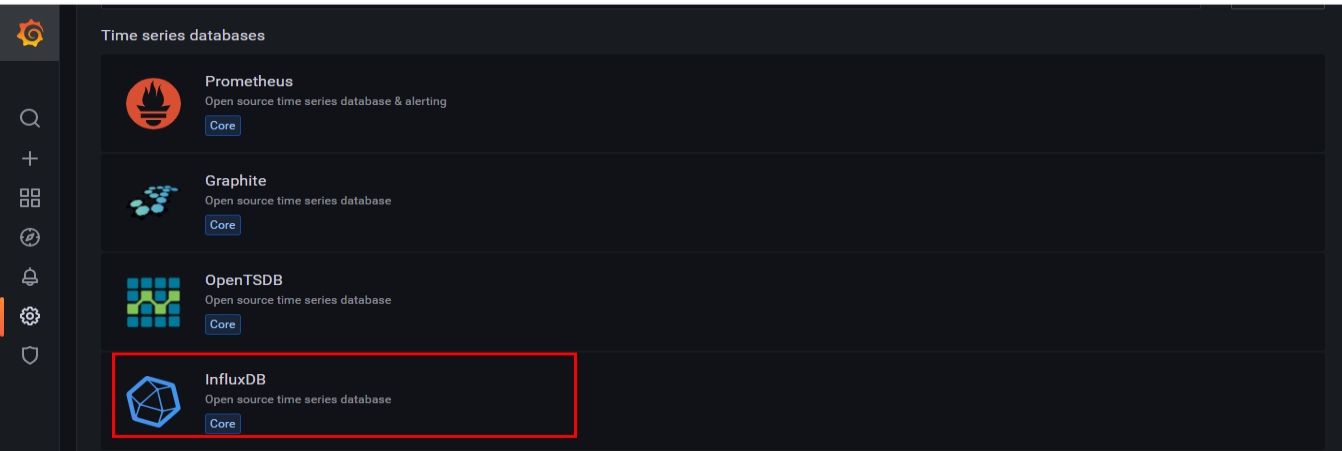 Time series databases
Prometheus
Open source time series database & alerting
Core
Graphite
Open source time series database
Core
OpenTSDB
Open source time series database
Core
InfluxDB
Open source time series database
Core